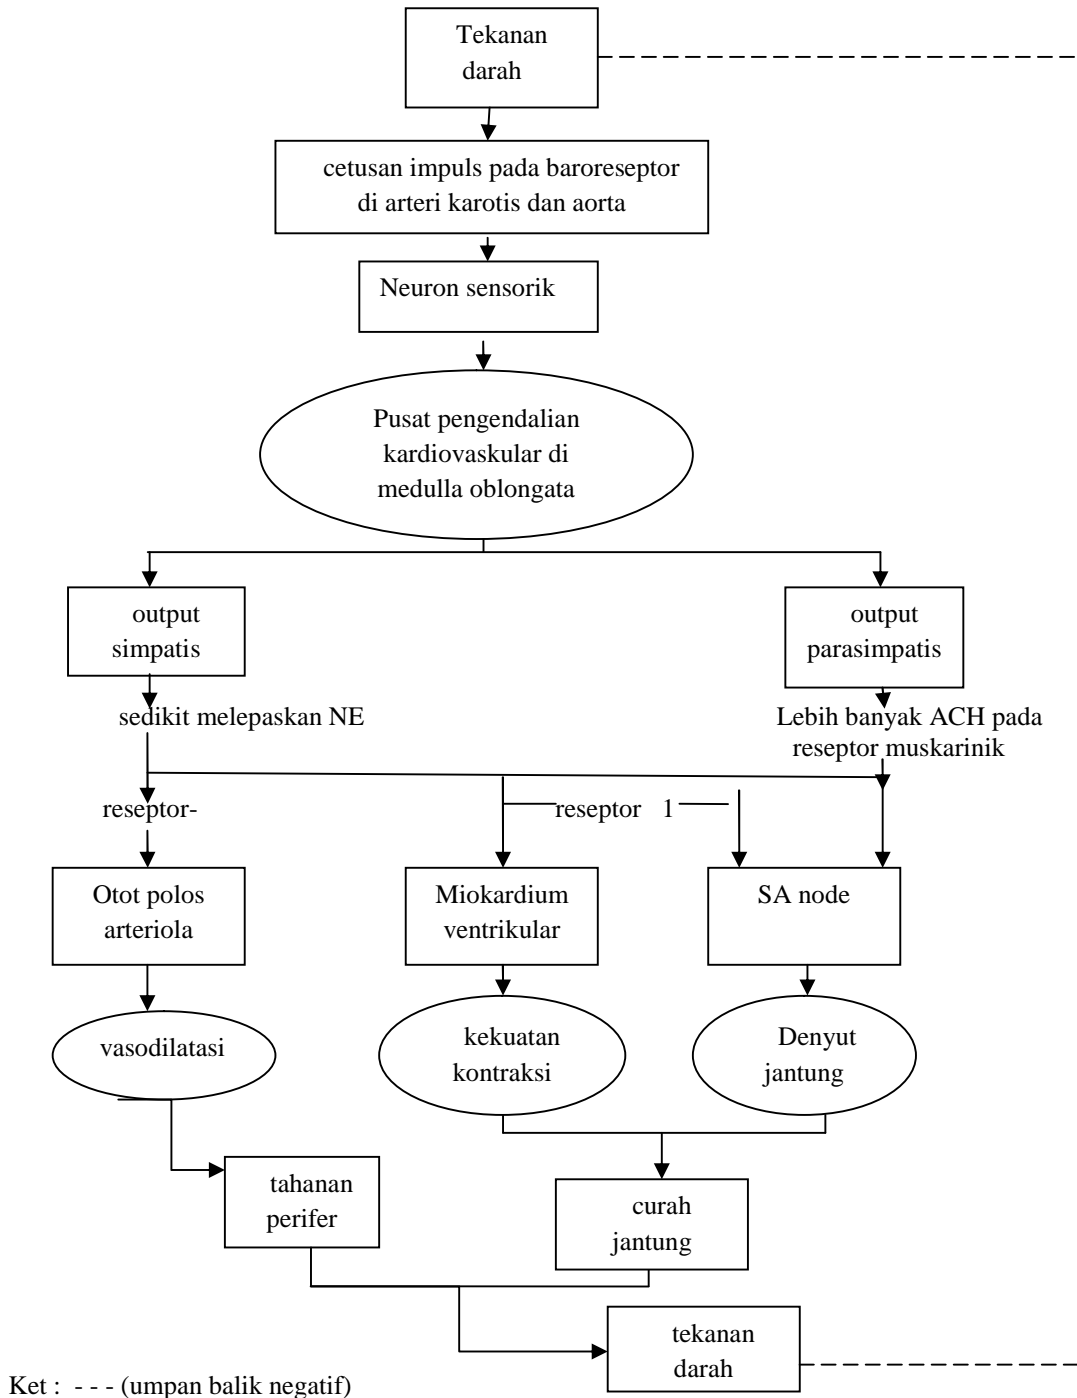 Tekanan
darah
cetusan impuls pada baroreseptor
di arteri karotis dan aorta
Neuron sensorik
Pusat pengendalian
kardiovaskular di
medulla oblongata
output
simpatis
output
parasimpatis
sedikit melepaskan NE
Lebih banyak ACH pada
reseptor muskarinik
reseptor-
reseptor 1
Otot polos
arteriola
Miokardium
ventrikular
SA node
vasodilatasi
kekuatan
kontraksi
Denyut
jantung
tahanan
perifer
curah
jantung
tekanan
darah
Ket : - - - (umpan balik negatif)